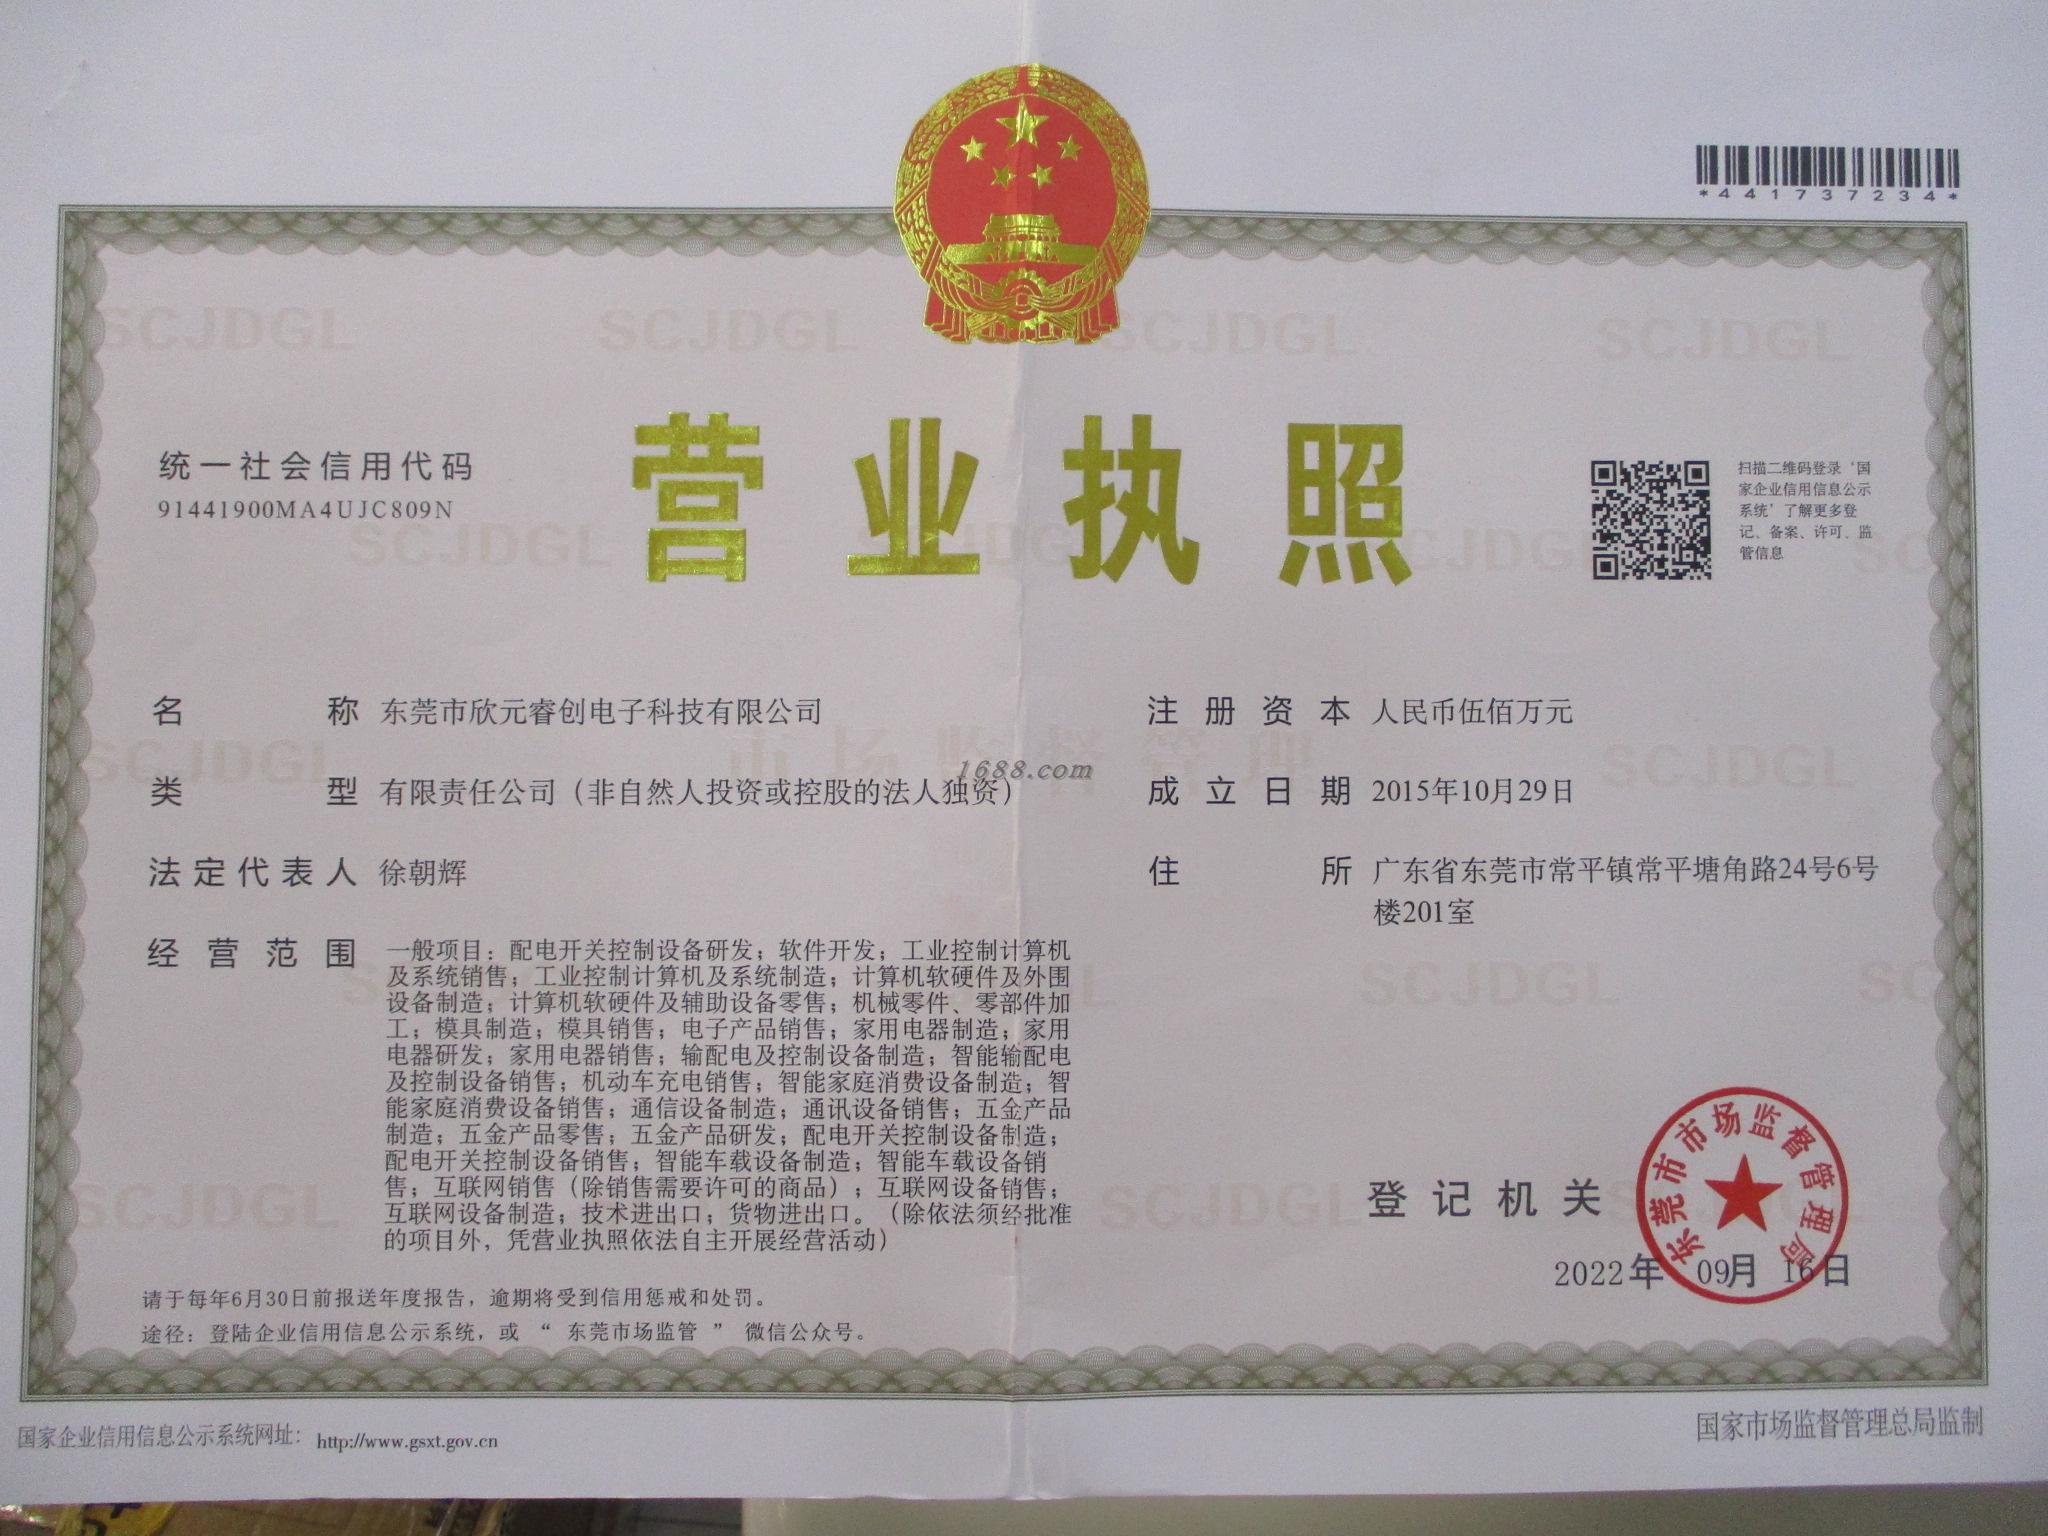 *441737234*
SCJDGL SCJDGL SCJDGL SCJDGL
营业执照
统一社会信用代码
91441900MA4UJC809N
扫描二维码登录‘国
家企业信用信息公示
系统’了解更多登
记、备案、许可、监
管信息
SCJDGL SCJDGL SCJDGL SC
名称 东莞市欣元睿创电子科技有限公司
类型 有限责任公司（非自然人投资或控股的法人独资）
法定代表人 徐朝辉
经营范围 一般项目：配电开关控制设备研发；软件开发；工业控制计算机
及系统销售；工业控制计算机及系统制造；计算机软硬件及外围
设备制造；计算机软硬件及辅助设备零售；机械零件、零部件加
工；模具制造；模具销售；电子产品销售；家用电器制造；家用
电器研发；家用电器销售；输配电及控制设备制造；智能输配电
及控制设备销售；机动车充电销售；智能家庭消费设备制造；智
能家庭消费设备销售；通信设备制造；通讯设备销售；五金产品
制造；五金产品零售；五金产品研发；配电开关控制设备制造；
配电开关控制设备销售；智能车载设备制造；智能车载设备销
售；互联网销售（除销售需要许可的商品）；互联网设备销售；
互联网设备制造；技术进出口；货物进出口。（除依法须经批准
的项目外，凭营业执照依法自主开展经营活动）
注册资本 人民币伍佰万元
成立日期 2015年10月29日
住所 广东省东莞市常平镇常平塘角路24号6号
楼201室
市场监督管理
1688.com
SCJDGL SCJDGL
SCJDGL SC
SCJDGL SCJDGL
登记机关
东莞市市场监督管理局
2022年09月16日
请于每年6月30日前报送年度报告，逾期将受到信用惩戒和处罚。
途径：登陆企业信用信息公示系统，或“东莞市场监管”微信公众号。
国家企业信用信息公示系统网址：http://www.gsxt.gov.cn
国家市场监督管理总局监制